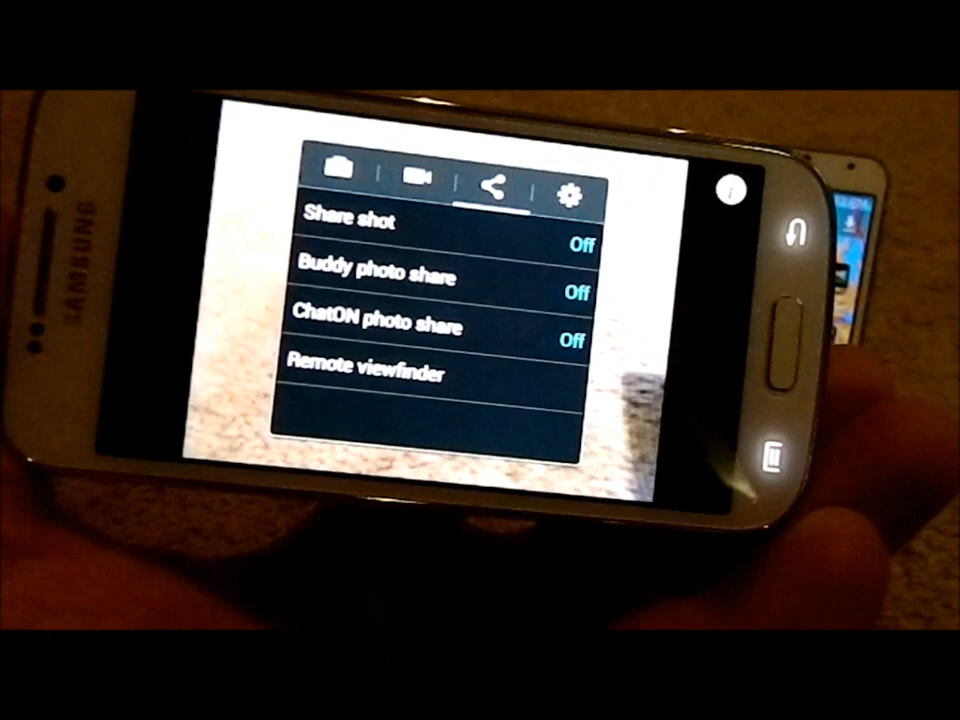 SAMSUNG
Share shot
Off
Buddy photo share
Off
ChatON photo share
Off
Remote viewfinder